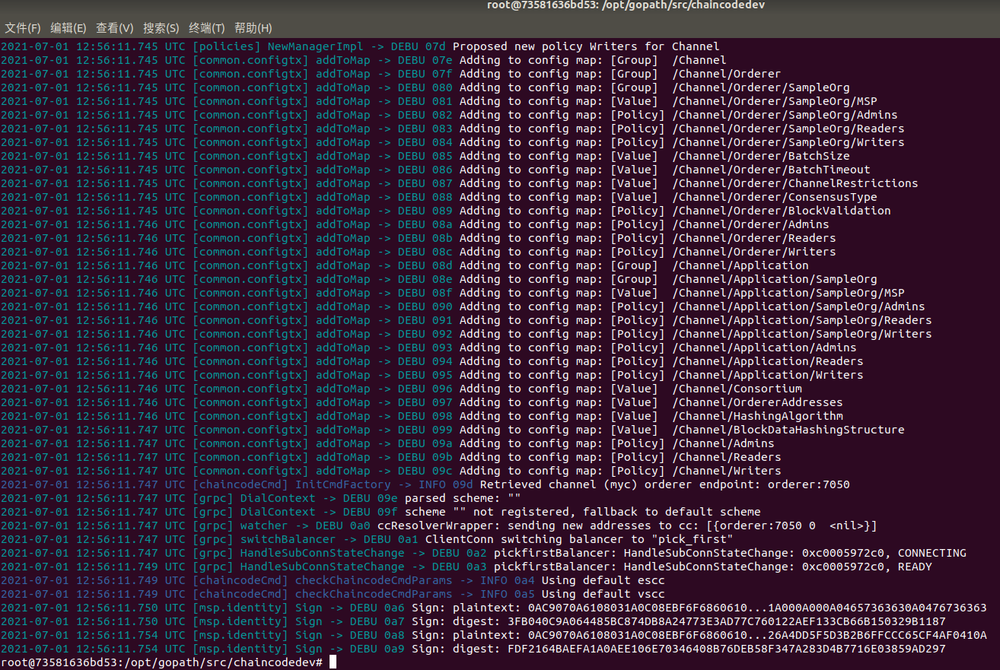 root@73581636bd53: /opt/gopath/src/chaincodedev
文件(F) 编辑(E) 查看(V) 搜索(S) 终端(T) 帮助(H)
2021-07-01 12:56:11.745 UTC [policies] NewManagerImpl -> DEBU 07d Proposed new policy Writers for Channel
2021-07-01 12:56:11.745 UTC [common.configtx] addToMap -> DEBU 07e Adding to config map: [Group]  /Channel
2021-07-01 12:56:11.745 UTC [common.configtx] addToMap -> DEBU 07f Adding to config map: [Group]  /Channel/Orderer
2021-07-01 12:56:11.745 UTC [common.configtx] addToMap -> DEBU 080 Adding to config map: [Group]  /Channel/Orderer/SampleOrg
2021-07-01 12:56:11.745 UTC [common.configtx] addToMap -> DEBU 081 Adding to config map: [Value]  /Channel/Orderer/SampleOrg/MSP
2021-07-01 12:56:11.745 UTC [common.configtx] addToMap -> DEBU 082 Adding to config map: [Policy] /Channel/Orderer/SampleOrg/Admins
2021-07-01 12:56:11.745 UTC [common.configtx] addToMap -> DEBU 083 Adding to config map: [Policy] /Channel/Orderer/SampleOrg/Readers
2021-07-01 12:56:11.745 UTC [common.configtx] addToMap -> DEBU 084 Adding to config map: [Policy] /Channel/Orderer/SampleOrg/Writers
2021-07-01 12:56:11.745 UTC [common.configtx] addToMap -> DEBU 085 Adding to config map: [Value]  /Channel/Orderer/BatchSize
2021-07-01 12:56:11.745 UTC [common.configtx] addToMap -> DEBU 086 Adding to config map: [Value]  /Channel/Orderer/BatchTimeout
2021-07-01 12:56:11.745 UTC [common.configtx] addToMap -> DEBU 087 Adding to config map: [Value]  /Channel/Orderer/ChannelRestrictions
2021-07-01 12:56:11.745 UTC [common.configtx] addToMap -> DEBU 088 Adding to config map: [Value]  /Channel/Orderer/ConsensusType
2021-07-01 12:56:11.745 UTC [common.configtx] addToMap -> DEBU 089 Adding to config map: [Policy] /Channel/Orderer/BlockValidation
2021-07-01 12:56:11.746 UTC [common.configtx] addToMap -> DEBU 08a Adding to config map: [Policy] /Channel/Orderer/Admins
2021-07-01 12:56:11.746 UTC [common.configtx] addToMap -> DEBU 08b Adding to config map: [Policy] /Channel/Orderer/Readers
2021-07-01 12:56:11.746 UTC [common.configtx] addToMap -> DEBU 08c Adding to config map: [Policy] /Channel/Orderer/Writers
2021-07-01 12:56:11.746 UTC [common.configtx] addToMap -> DEBU 08d Adding to config map: [Group]  /Channel/Application
2021-07-01 12:56:11.746 UTC [common.configtx] addToMap -> DEBU 08e Adding to config map: [Group]  /Channel/Application/SampleOrg
2021-07-01 12:56:11.746 UTC [common.configtx] addToMap -> DEBU 08f Adding to config map: [Value]  /Channel/Application/SampleOrg/MSP
2021-07-01 12:56:11.746 UTC [common.configtx] addToMap -> DEBU 090 Adding to config map: [Policy] /Channel/Application/SampleOrg/Admins
2021-07-01 12:56:11.746 UTC [common.configtx] addToMap -> DEBU 091 Adding to config map: [Policy] /Channel/Application/SampleOrg/Readers
2021-07-01 12:56:11.746 UTC [common.configtx] addToMap -> DEBU 092 Adding to config map: [Policy] /Channel/Application/SampleOrg/Writers
2021-07-01 12:56:11.746 UTC [common.configtx] addToMap -> DEBU 093 Adding to config map: [Policy] /Channel/Application/Admins
2021-07-01 12:56:11.746 UTC [common.configtx] addToMap -> DEBU 094 Adding to config map: [Policy] /Channel/Application/Readers
2021-07-01 12:56:11.746 UTC [common.configtx] addToMap -> DEBU 095 Adding to config map: [Policy] /Channel/Application/Writers
2021-07-01 12:56:11.746 UTC [common.configtx] addToMap -> DEBU 096 Adding to config map: [Value]  /Channel/Consortium
2021-07-01 12:56:11.746 UTC [common.configtx] addToMap -> DEBU 097 Adding to config map: [Value]  /Channel/OrdererAddresses
2021-07-01 12:56:11.746 UTC [common.configtx] addToMap -> DEBU 098 Adding to config map: [Value]  /Channel/HashingAlgorithm
2021-07-01 12:56:11.746 UTC [common.configtx] addToMap -> DEBU 099 Adding to config map: [Value]  /Channel/BlockDataHashingStructure
2021-07-01 12:56:11.747 UTC [common.configtx] addToMap -> DEBU 09a Adding to config map: [Policy] /Channel/Admins
2021-07-01 12:56:11.747 UTC [common.configtx] addToMap -> DEBU 09b Adding to config map: [Policy] /Channel/Readers
2021-07-01 12:56:11.747 UTC [common.configtx] addToMap -> DEBU 09c Adding to config map: [Policy] /Channel/Writers
2021-07-01 12:56:11.747 UTC [chaincodeCmd] InitCmdFactory -> INFO 09d Retrieved channel (myc) orderer endpoint: orderer:7050
2021-07-01 12:56:11.747 UTC [grpc] DialContext -> DEBU 09e parsed scheme: ""
2021-07-01 12:56:11.747 UTC [grpc] DialContext -> DEBU 09f scheme "" not registered, fallback to default scheme
2021-07-01 12:56:11.747 UTC [grpc] watcher -> DEBU 0a0 ccResolverWrapper: sending new addresses to cc: [{orderer:7050 0  <nil>}]
2021-07-01 12:56:11.747 UTC [grpc] switchBalancer -> DEBU 0a1 ClientConn switching balancer to "pick_first"
2021-07-01 12:56:11.747 UTC [grpc] HandleSubConnStateChange -> DEBU 0a2 pickfirstBalancer: HandleSubConnStateChange: 0xc0005972c0, CONNECTING
2021-07-01 12:56:11.749 UTC [grpc] HandleSubConnStateChange -> DEBU 0a3 pickfirstBalancer: HandleSubConnStateChange: 0xc0005972c0, READY
2021-07-01 12:56:11.749 UTC [chaincodeCmd] checkChaincodeCmdParams -> INFO 0a4 Using default escc
2021-07-01 12:56:11.749 UTC [chaincodeCmd] checkChaincodeCmdParams -> INFO 0a5 Using default vscc
2021-07-01 12:56:11.750 UTC [msp.identity] Sign -> DEBU 0a6 Sign: plaintext: 0AC9070A6108031A0C08EBF6F6860610...1A000A000A04657363630A0476736363
2021-07-01 12:56:11.750 UTC [msp.identity] Sign -> DEBU 0a7 Sign: digest: 3FB040C9A064485BC874DB8A24773E3AD77C760122AEF133CB66B150329B1187
2021-07-01 12:56:11.754 UTC [msp.identity] Sign -> DEBU 0a8 Sign: plaintext: 0AC9070A6108031A0C08EBF6F6860610...26A4DD5F5D3B2B6FFCCC65CF4AF0410A
2021-07-01 12:56:11.754 UTC [msp.identity] Sign -> DEBU 0a9 Sign: digest: FDF2164BAEFA1A0AEE106E70346408B76DEB58F347A283D4B7716E03859AD297
root@73581636bd53:/opt/gopath/src/chaincodedev#